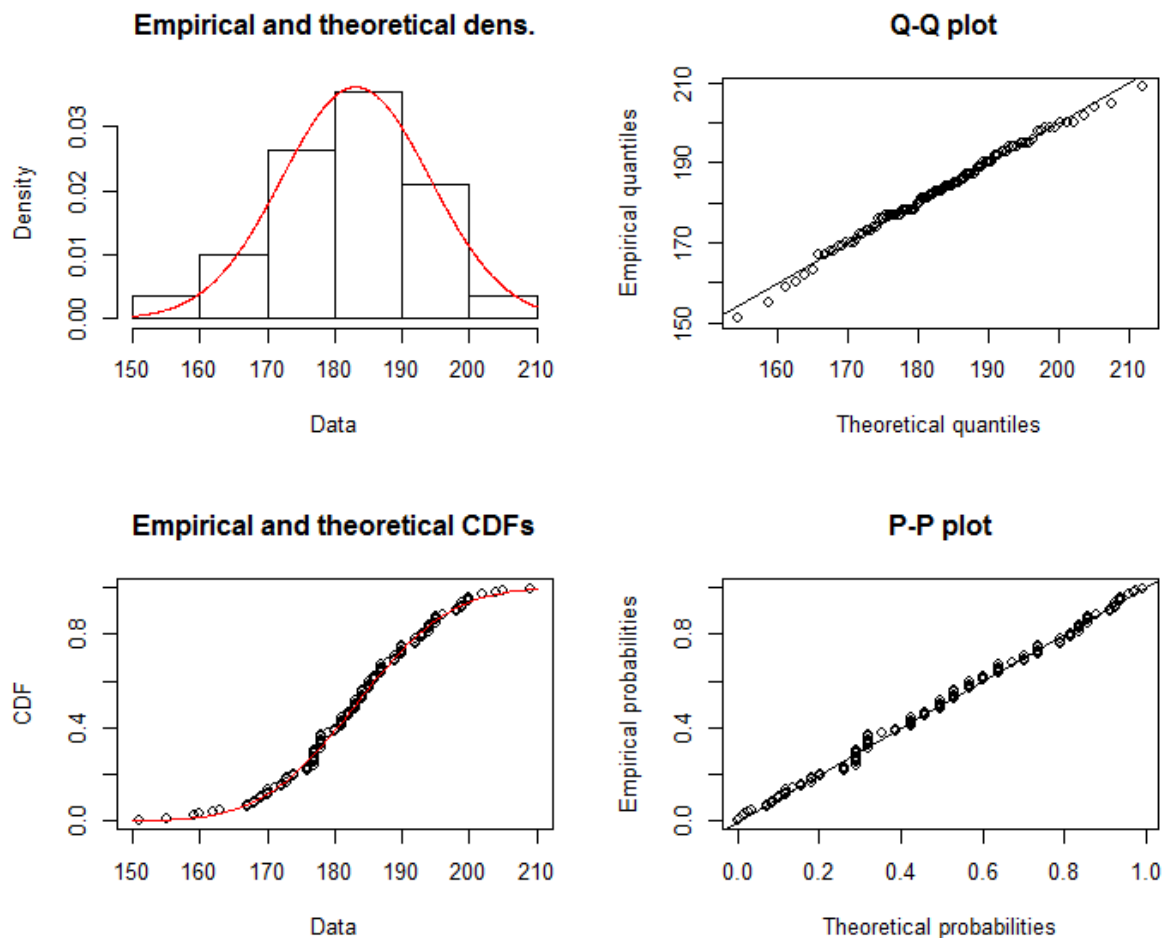 Empirical and theoretical dens.
Density
0.00 0.01 0.02 0.03
150 160 170 180 190 200 210
Data
Q-Q plot
Empirical quantiles
150 170 190 210
160 170 180 190 200 210
Theoretical quantiles
Empirical and theoretical CDFs
CDF
0.0 0.4 0.8
150 160 170 180 190 200 210
Data
P-P plot
Empirical probabilities
0.0 0.4 0.8
0.0 0.2 0.4 0.6 0.8 1.0
Theoretical probabilities